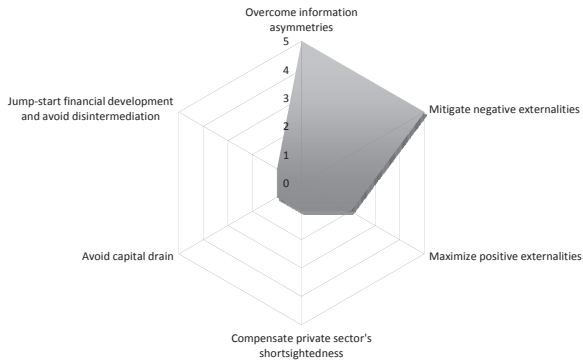 Overcome information
asymmetries
5
4
3
2
1
0
Mitigate negative externalities
Maximize positive externalities
Compensate private sector's
shortsightedness
Avoid capital drain
Jump-start financial development
and avoid disintermediation